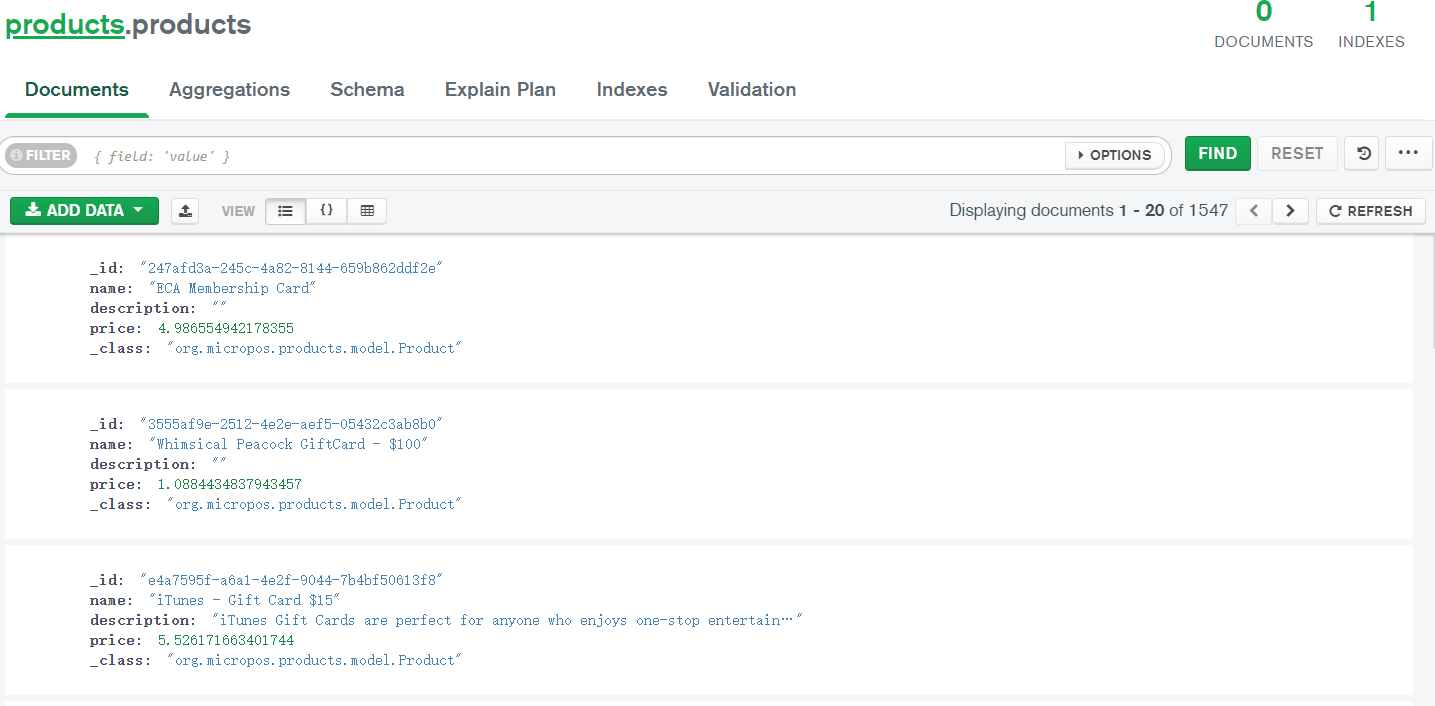 products.products
0
DOCUMENTS
1
INDEXES
Documents Aggregations Schema Explain Plan Indexes Validation
FILTER { field: 'value' } OPTIONS FIND RESET ···
ADD DATA VIEW {} Displaying documents 1 - 20 of 1547 REFRESH
_id: "247afd3a-245c-4a82-8144-659b862ddf2e"
name: "ECA Membership Card"
description: ""
price: 4.986554942178355
_class: "org.micropos.products.model.Product"
_id: "3555af9e-2512-4e2e-aef5-05432c3ab8b0"
name: "Whimsical Peacock GiftCard - $100"
description: ""
price: 1.0884434837943457
_class: "org.micropos.products.model.Product"
_id: "e4a7595f-a6a1-4e2f-9044-7b4bf50613f8"
name: "iTunes - Gift Card $15"
description: "iTunes Gift Cards are perfect for anyone who enjoys one-stop entertain…"
price: 5.526171663401744
_class: "org.micropos.products.model.Product"